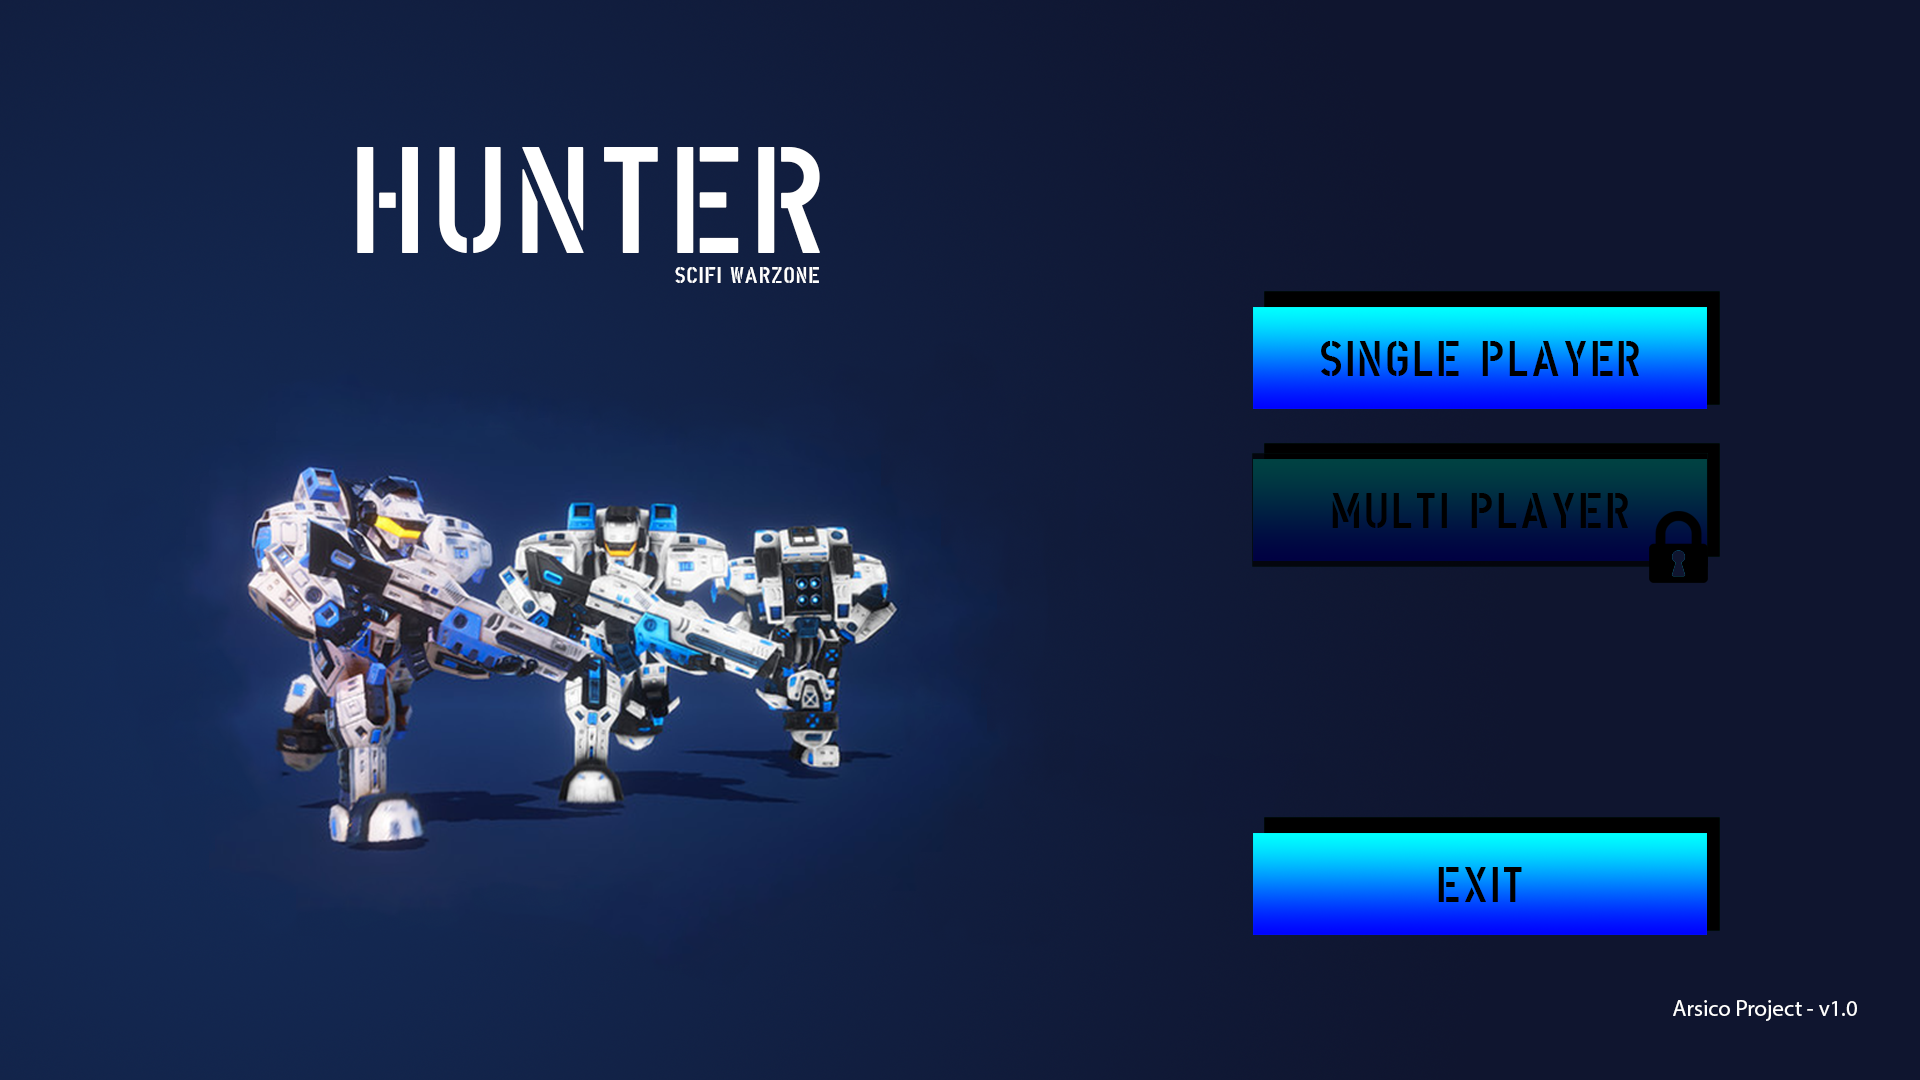 HUNTER
SCIFI WARZONE
SINGLE PLAYER
MULTI PLAYER
EXIT
Arsico Project - v1.0